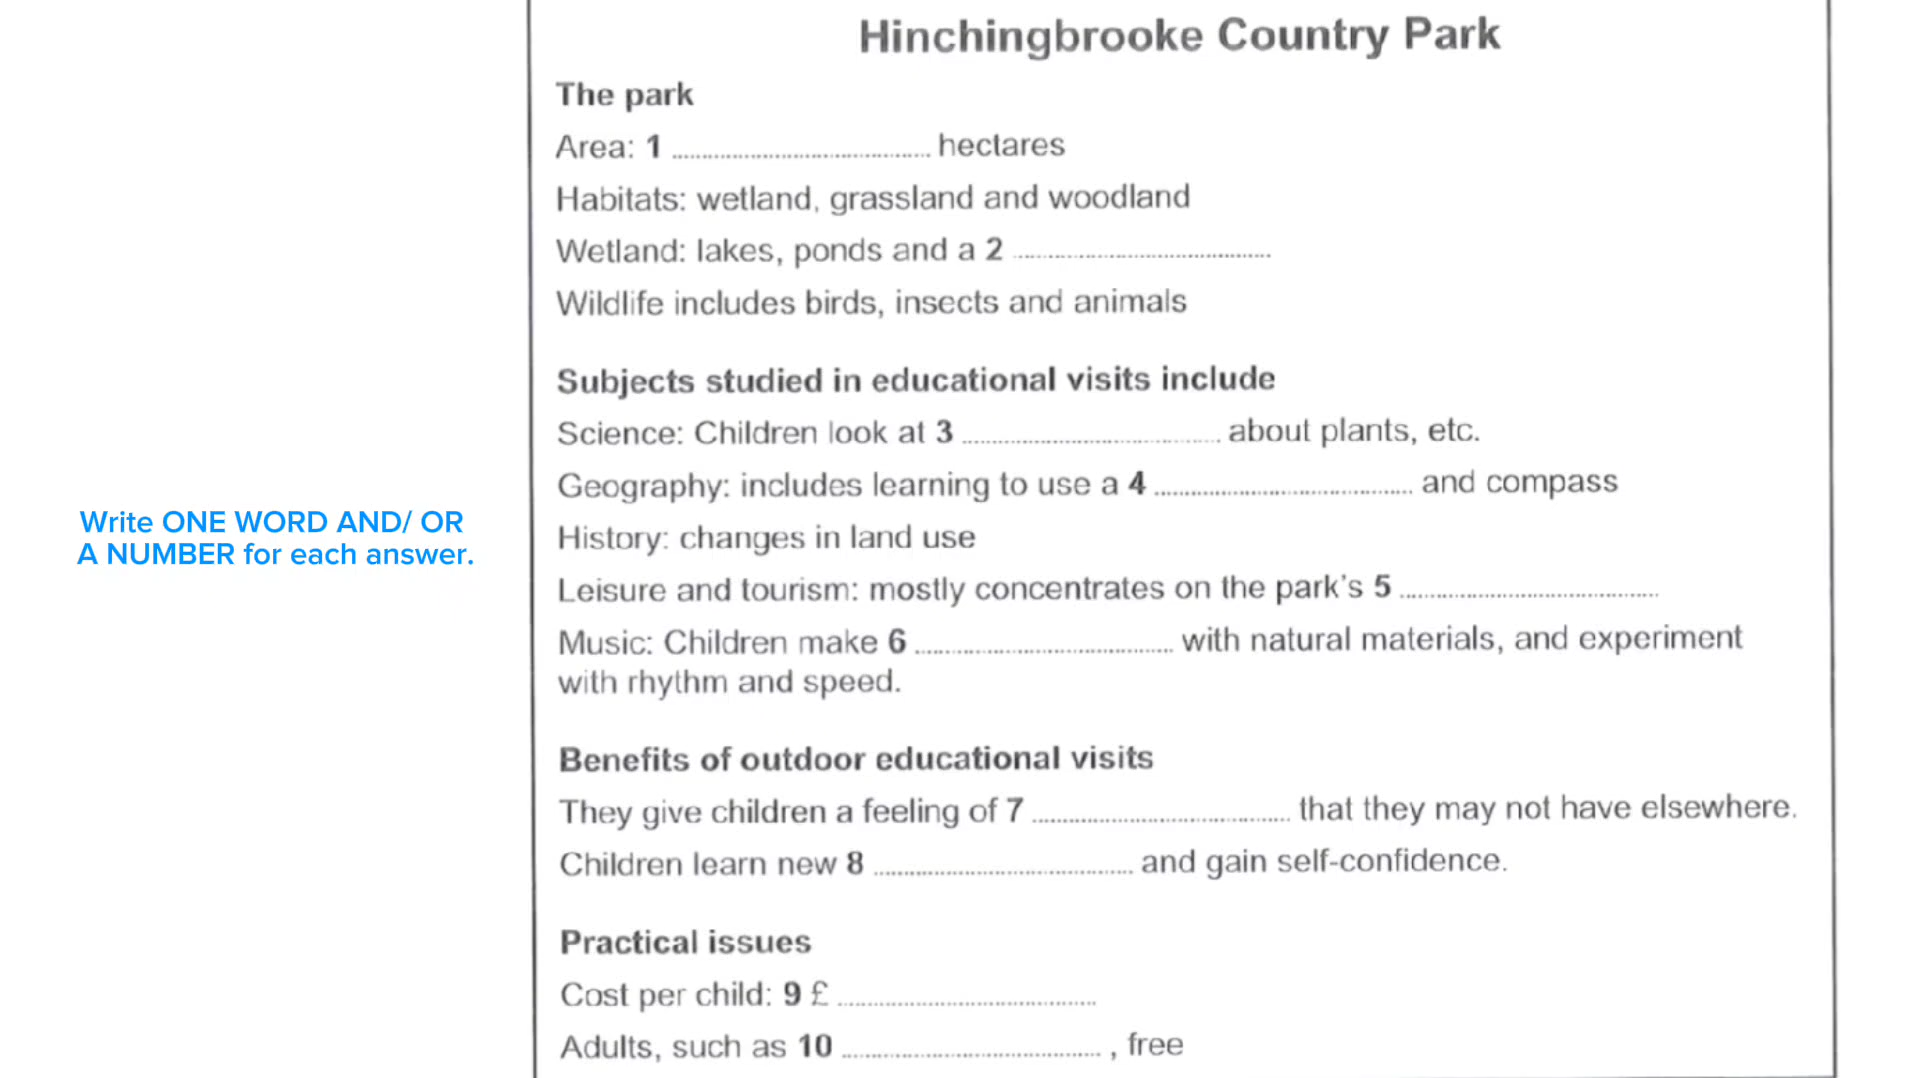 Hinchingbrooke Country Park
The park
Area: 1 ........................................ hectares
Habitats: wetland, grassland and woodland
Wetland: lakes, ponds and a 2 ........................................
Wildlife includes birds, insects and animals
Subjects studied in educational visits include
Science: Children look at 3 ........................................ about plants, etc.
Geography: includes learning to use a 4 ........................................ and compass
History: changes in land use
Leisure and tourism: mostly concentrates on the park's 5 ........................................
Music: Children make 6 ........................................ with natural materials, and experiment
with rhythm and speed.
Benefits of outdoor educational visits
They give children a feeling of 7 ........................................ that they may not have elsewhere.
Children learn new 8 ........................................ and gain self-confidence.
Practical issues
Cost per child: 9 £ ........................................
Adults, such as 10 ........................................ , free
Write ONE WORD AND/ OR
A NUMBER for each answer.